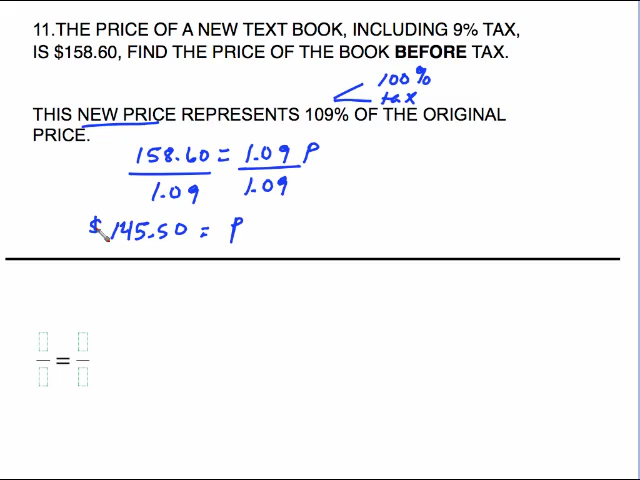 11.THE PRICE OF A NEW TEXT BOOK, INCLUDING 9% TAX,
IS $158.60, FIND THE PRICE OF THE BOOK BEFORE TAX.
100%
tax
THIS NEW PRICE REPRESENTS 109% OF THE ORIGINAL
PRICE.
158.60 = 1.09 P
1.09 1.09
$145.50 = P
=